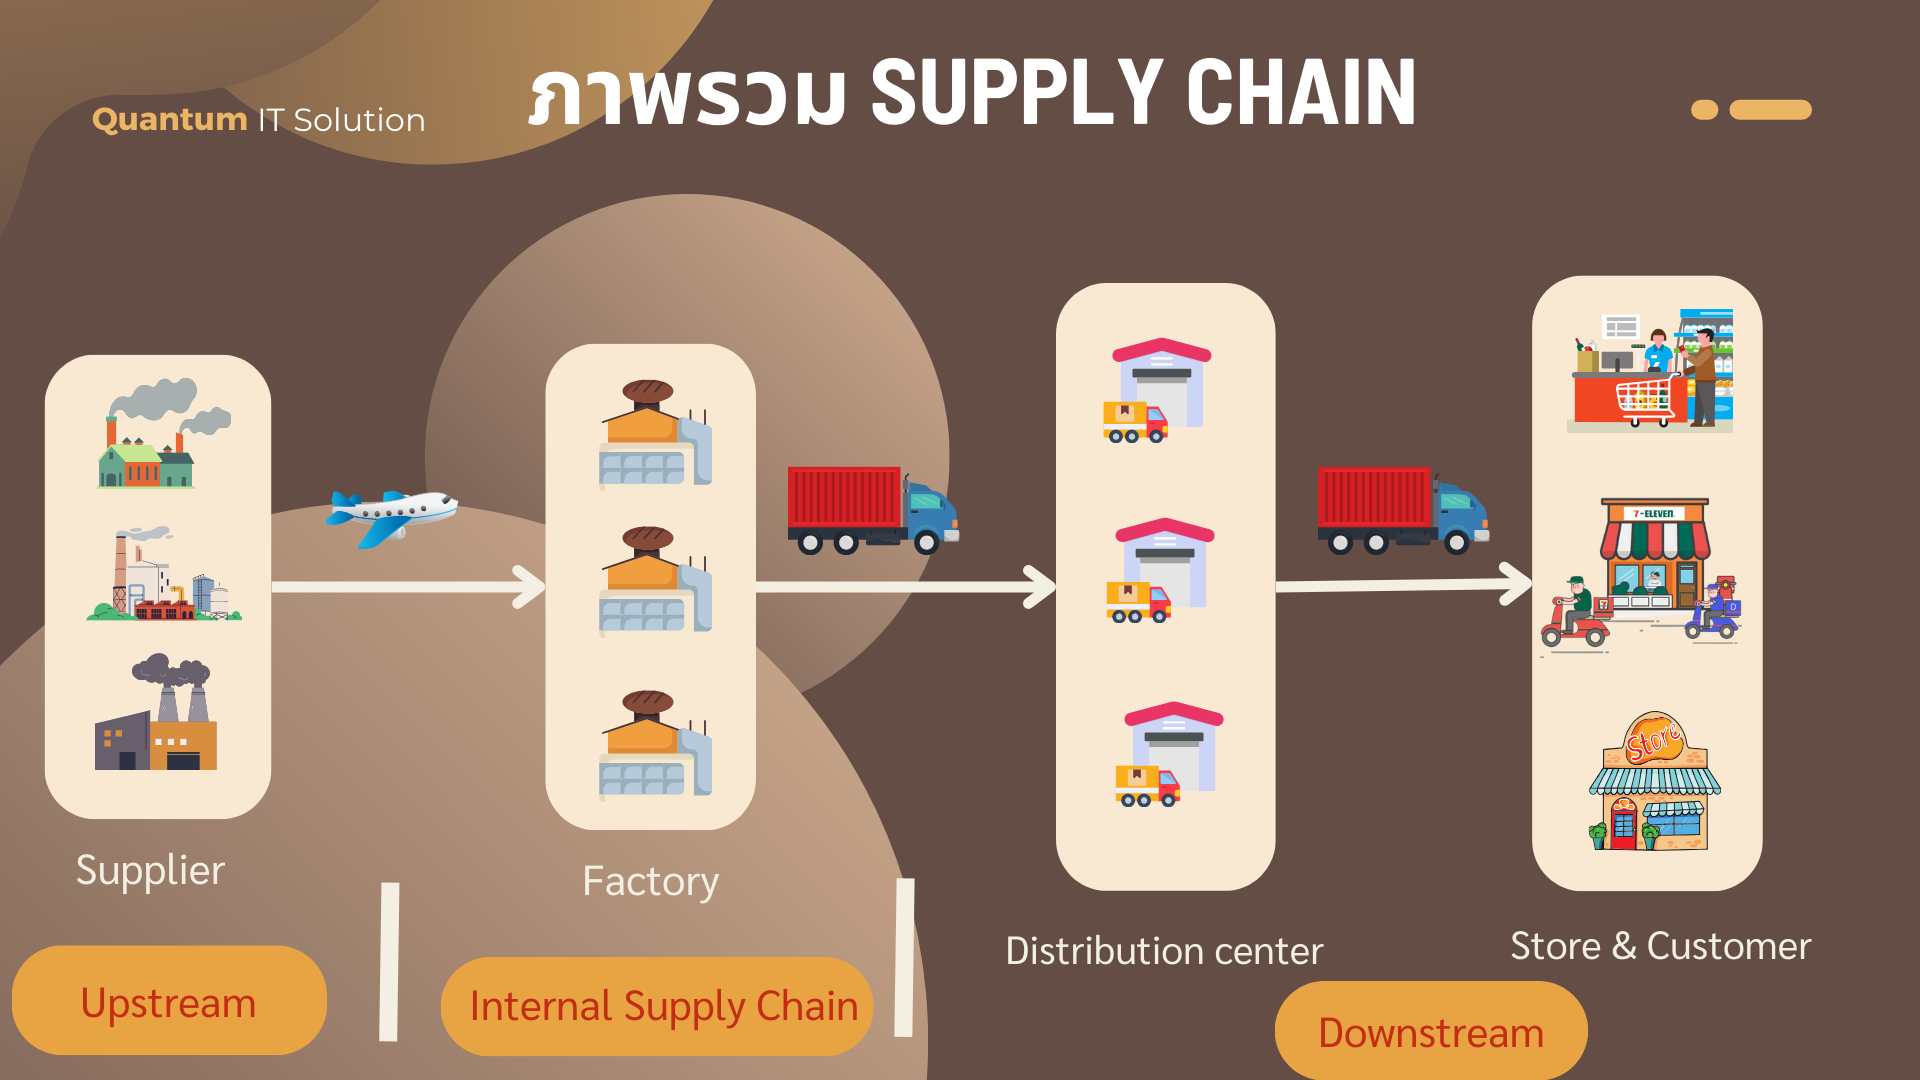 Quantum IT Solution
ภาพรวม SUPPLY CHAIN
7-ELEVEN
7
D
Store
Supplier
Factory
Distribution center
Store & Customer
Upstream
Internal Supply Chain
Downstream